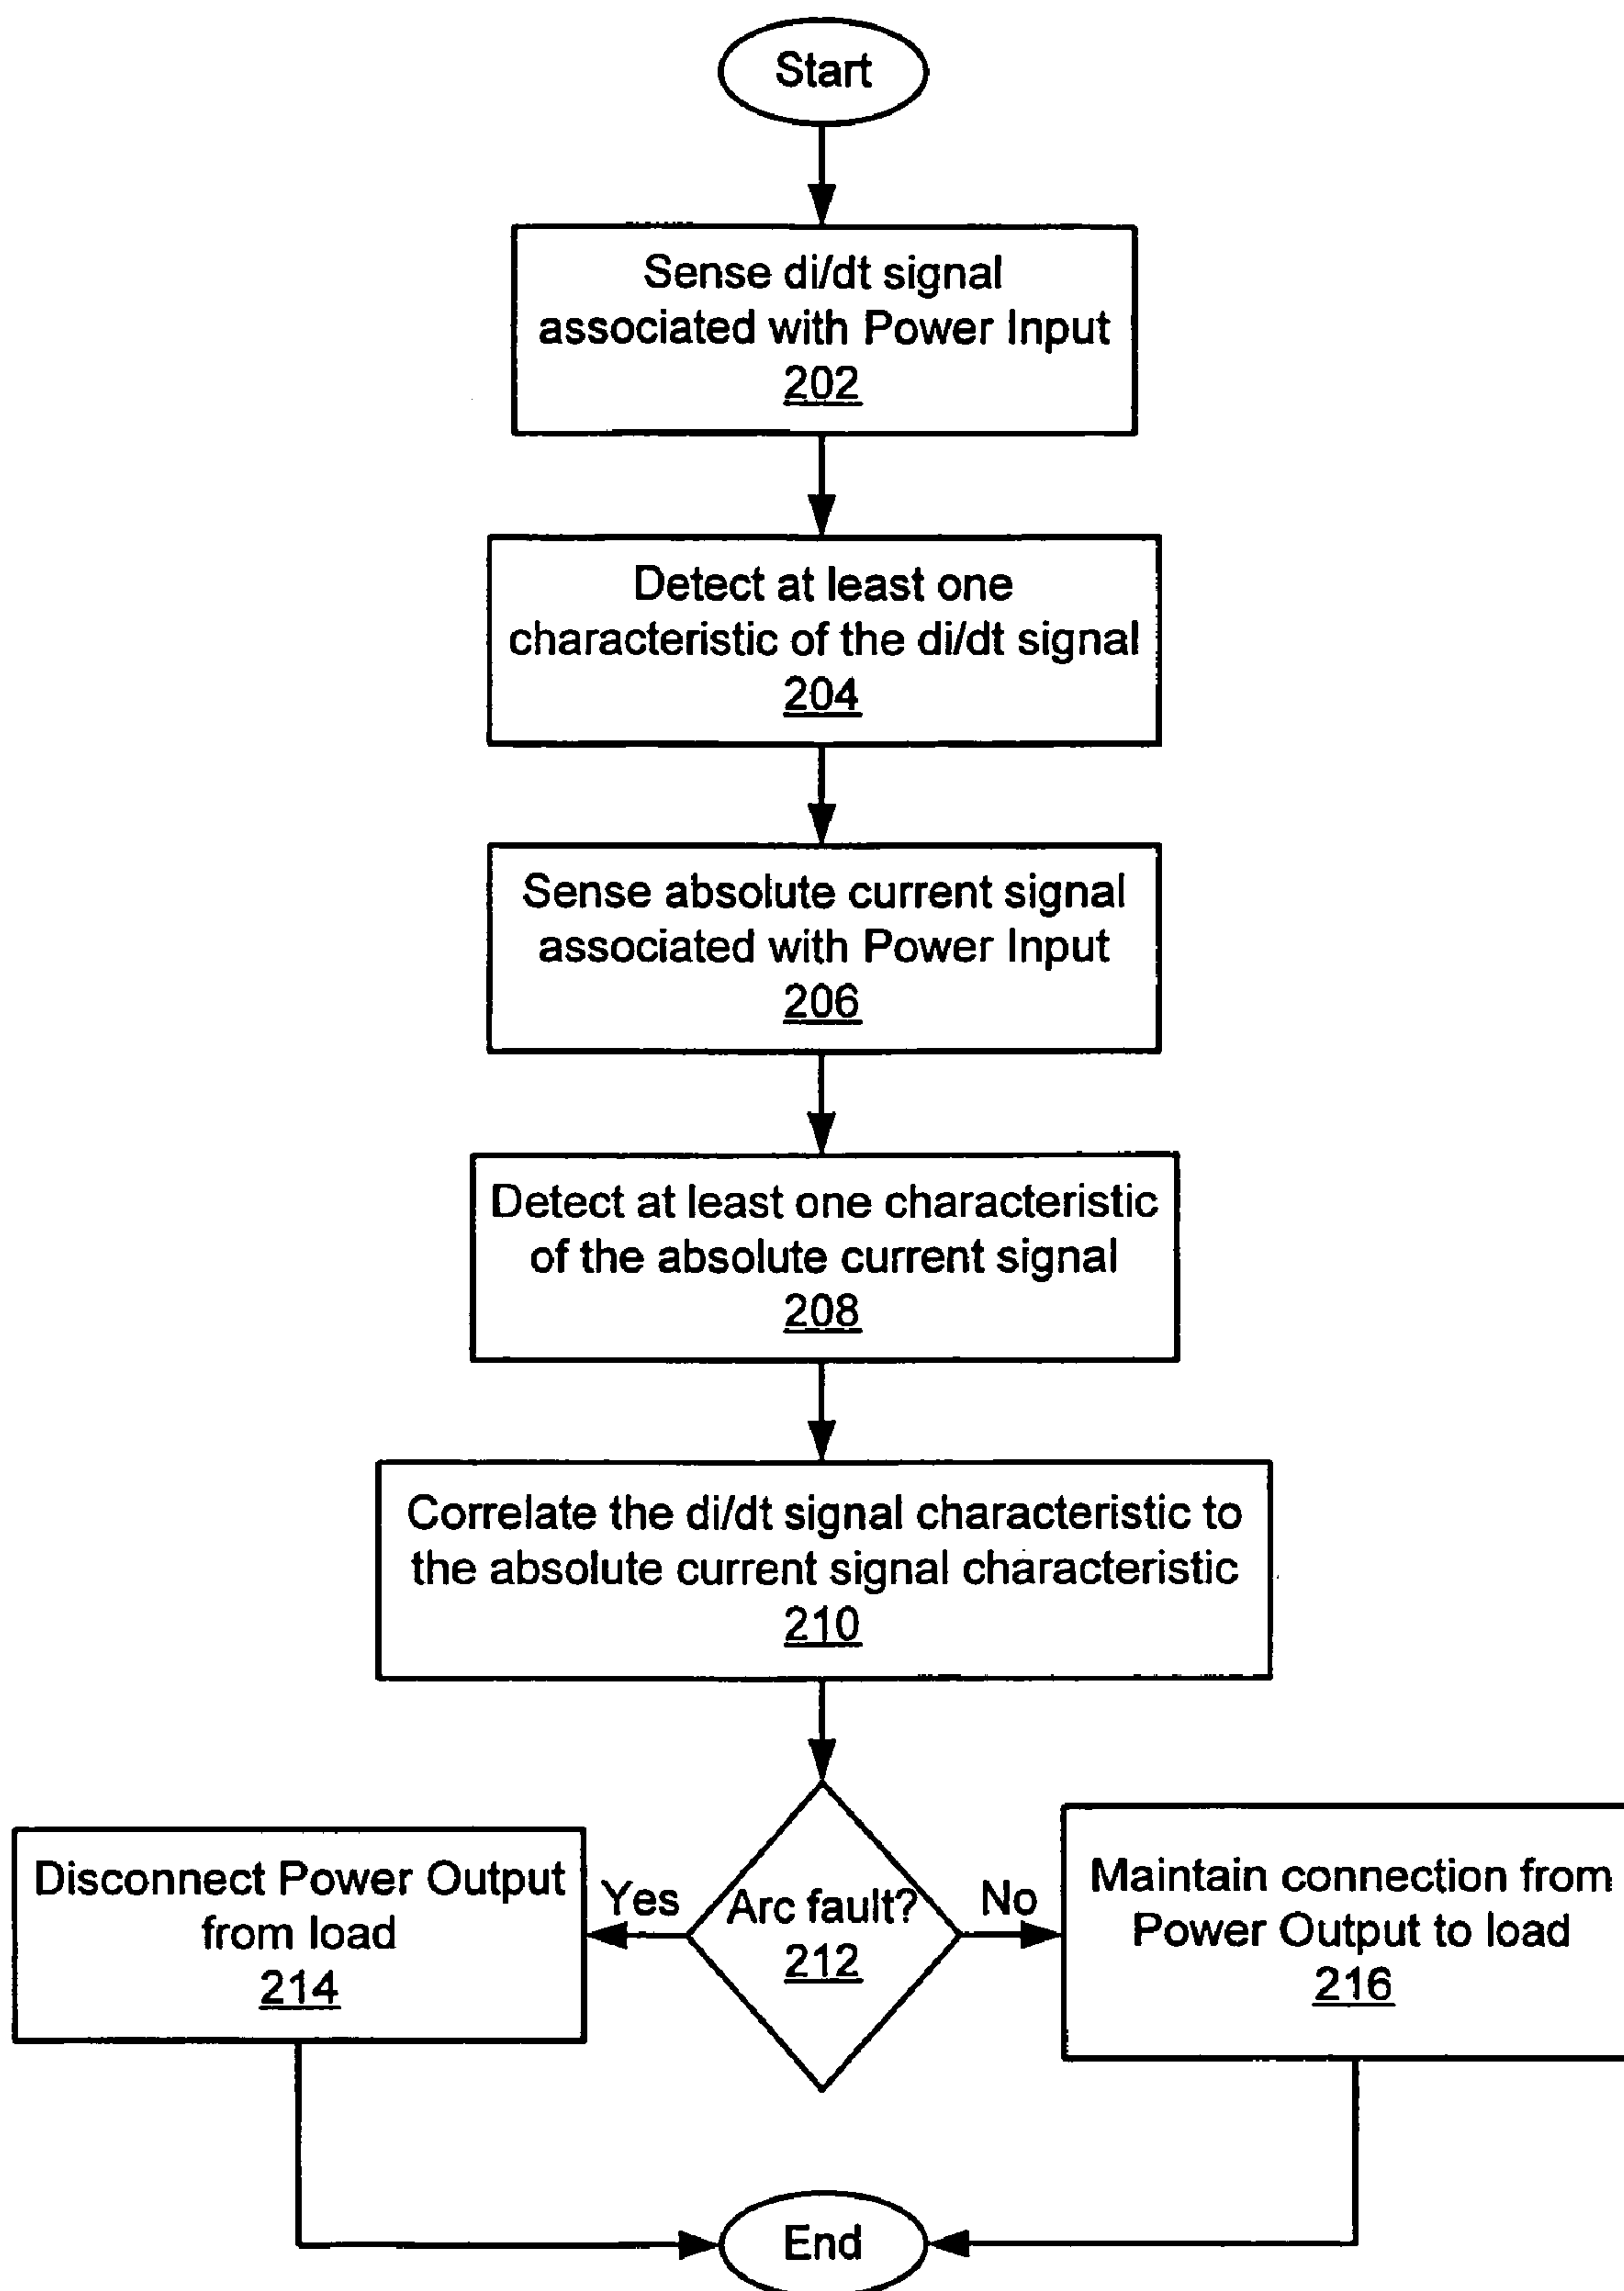 Start
Sense di/dt signal
associated with Power Input
202
Detect at least one
characteristic of the di/dt signal
204
Sense absolute current signal
associated with Power Input
206
Detect at least one characteristic
of the absolute current signal
208
Correlate the di/dt signal characteristic to
the absolute current signal characteristic
210
Disconnect Power Output
from load
214
Yes
Arc fault?
212
No
Maintain connection from
Power Output to load
216
End